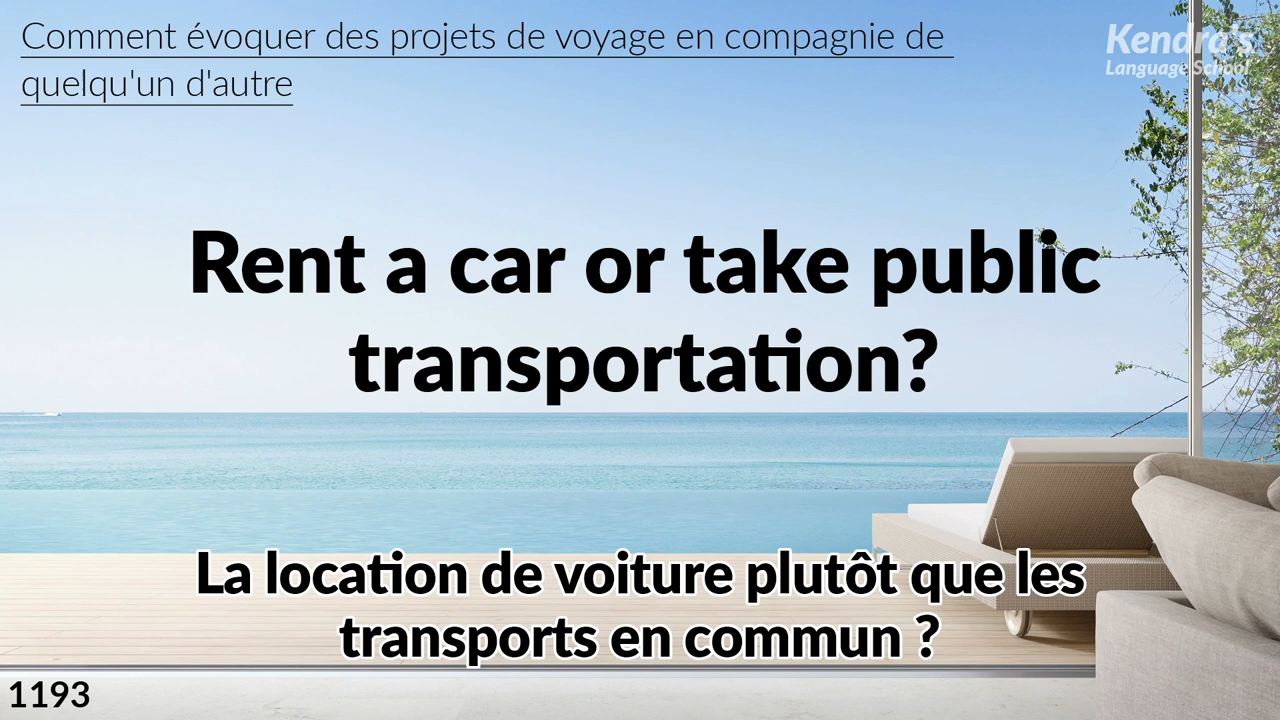 Comment évoquer des projets de voyage en compagnie de
quelqu'un d'autre
Kendra's
Language School
Rent a car or take public
transportation?
La location de voiture plutôt que les
transports en commun ?
1193